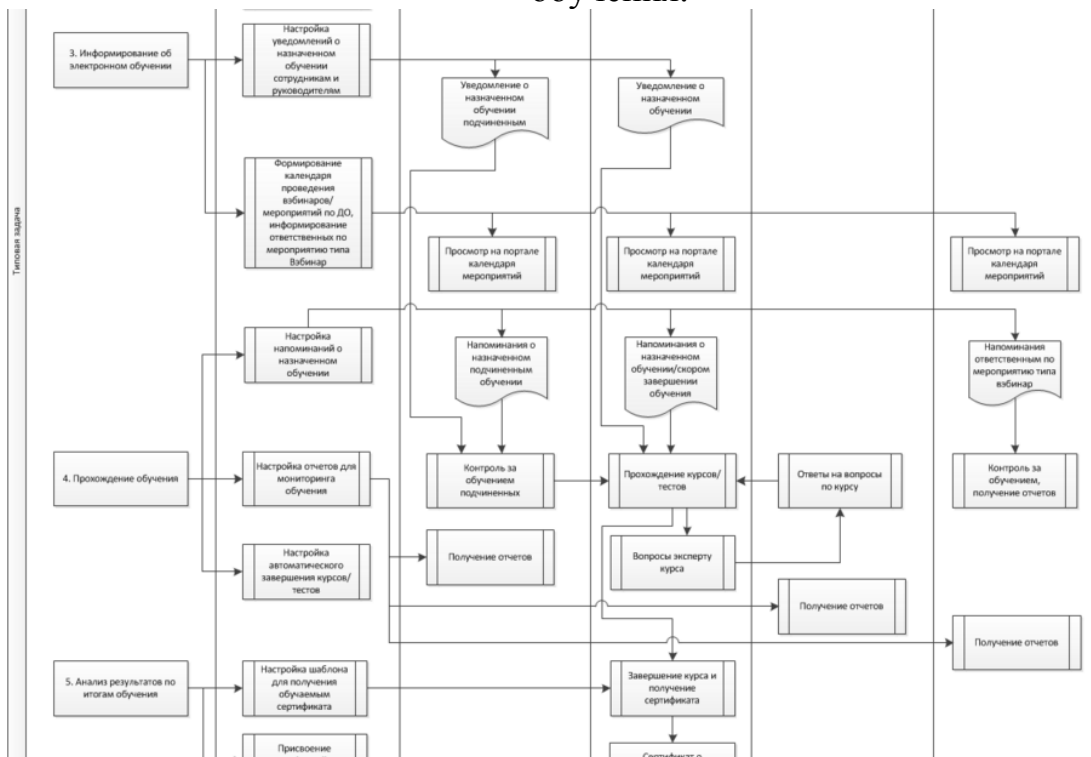 обучения.
Типовая задача
3. Информирование об
электронном обучении
Настройка
уведомлений о
назначенном
обучении
сотрудникам и
руководителям
Уведомление о
назначенном
обучении
подчиненным
Уведомление о
назначенном
обучении
Формирование
календаря
проведения
вэбинаров/
мероприятий по ДО,
информирование
ответственных по
мероприятию типа
Вэбинар
Просмотр на портале
календаря
мероприятий
Просмотр на портале
календаря
мероприятий
Просмотр на портале
календаря
мероприятий
Настройка
напоминаний о
назначенном
обучении
Напоминания о
назначенном
подчиненным
обучении
Напоминания о
назначенном
обучении/скором
завершении
обучения
Напоминания
ответственным по
мероприятию типа
вэбинар
4. Прохождение обучения
Настройка отчетов для
мониторинга
обучения
Контроль за
обучением
подчиненных
Прохождение курсов/
тестов
Ответы на вопросы
по курсу
Контроль за
обучением,
получение отчетов
Настройка
автоматического
завершения курсов/
тестов
Получение отчетов
Вопросы эксперту
курса
Получение отчетов
Получение отчетов
5. Анализ результатов по
итогам обучения
Настройка шаблона
для получения
обучаемым
сертификата
Завершение курса и
получение
сертификата
Присвоение
Сертификат о